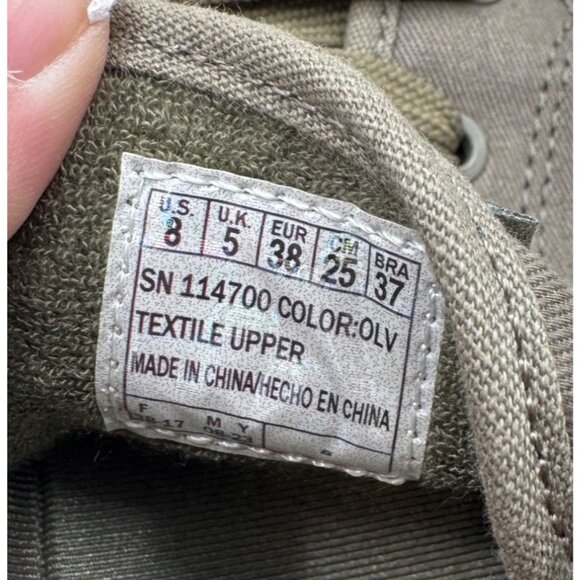 U.S. U.K. EUR CM BRA
8 5 38 25 37
SN 114700 COLOR:OLV
TEXTILE UPPER
MADE IN CHINA/HECHO EN CHINA
F M Y